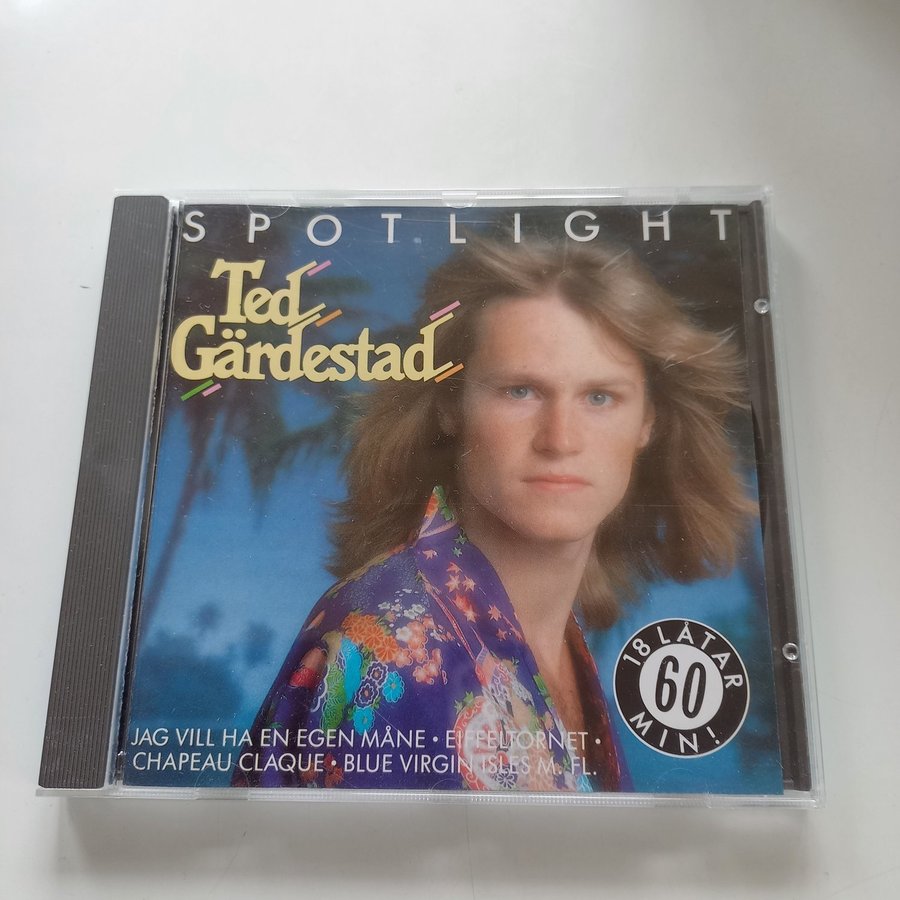 SPOTLIGHT
Ted
Gärdestad
18 LÅTAR
60
MIN!
JAG VILL HA EN EGEN MÅNE • EIFFELTORNET •
CHAPEAU CLAQUE • BLUE VIRGIN ISLES M. FL.